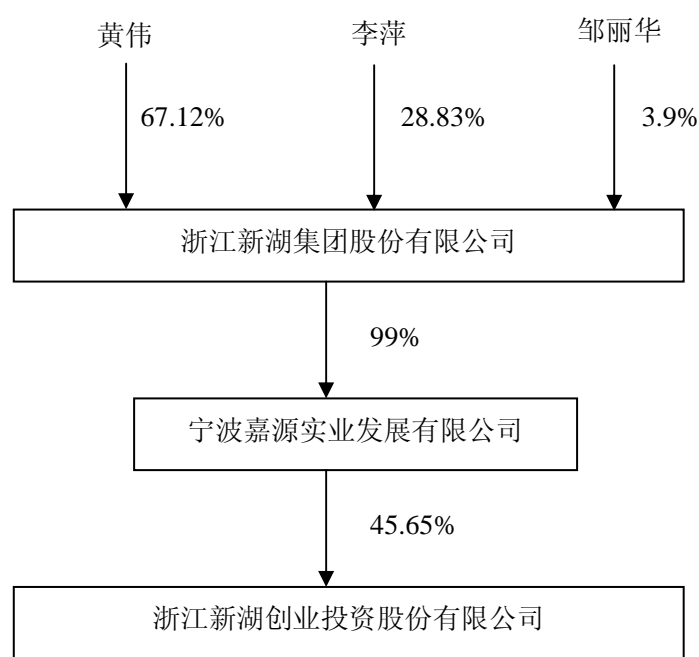 黄伟
李萍
邹丽华
67.12%
28.83%
3.9%
浙江新湖集团股份有限公司
99%
宁波嘉源实业发展有限公司
45.65%
浙江新湖创业投资股份有限公司